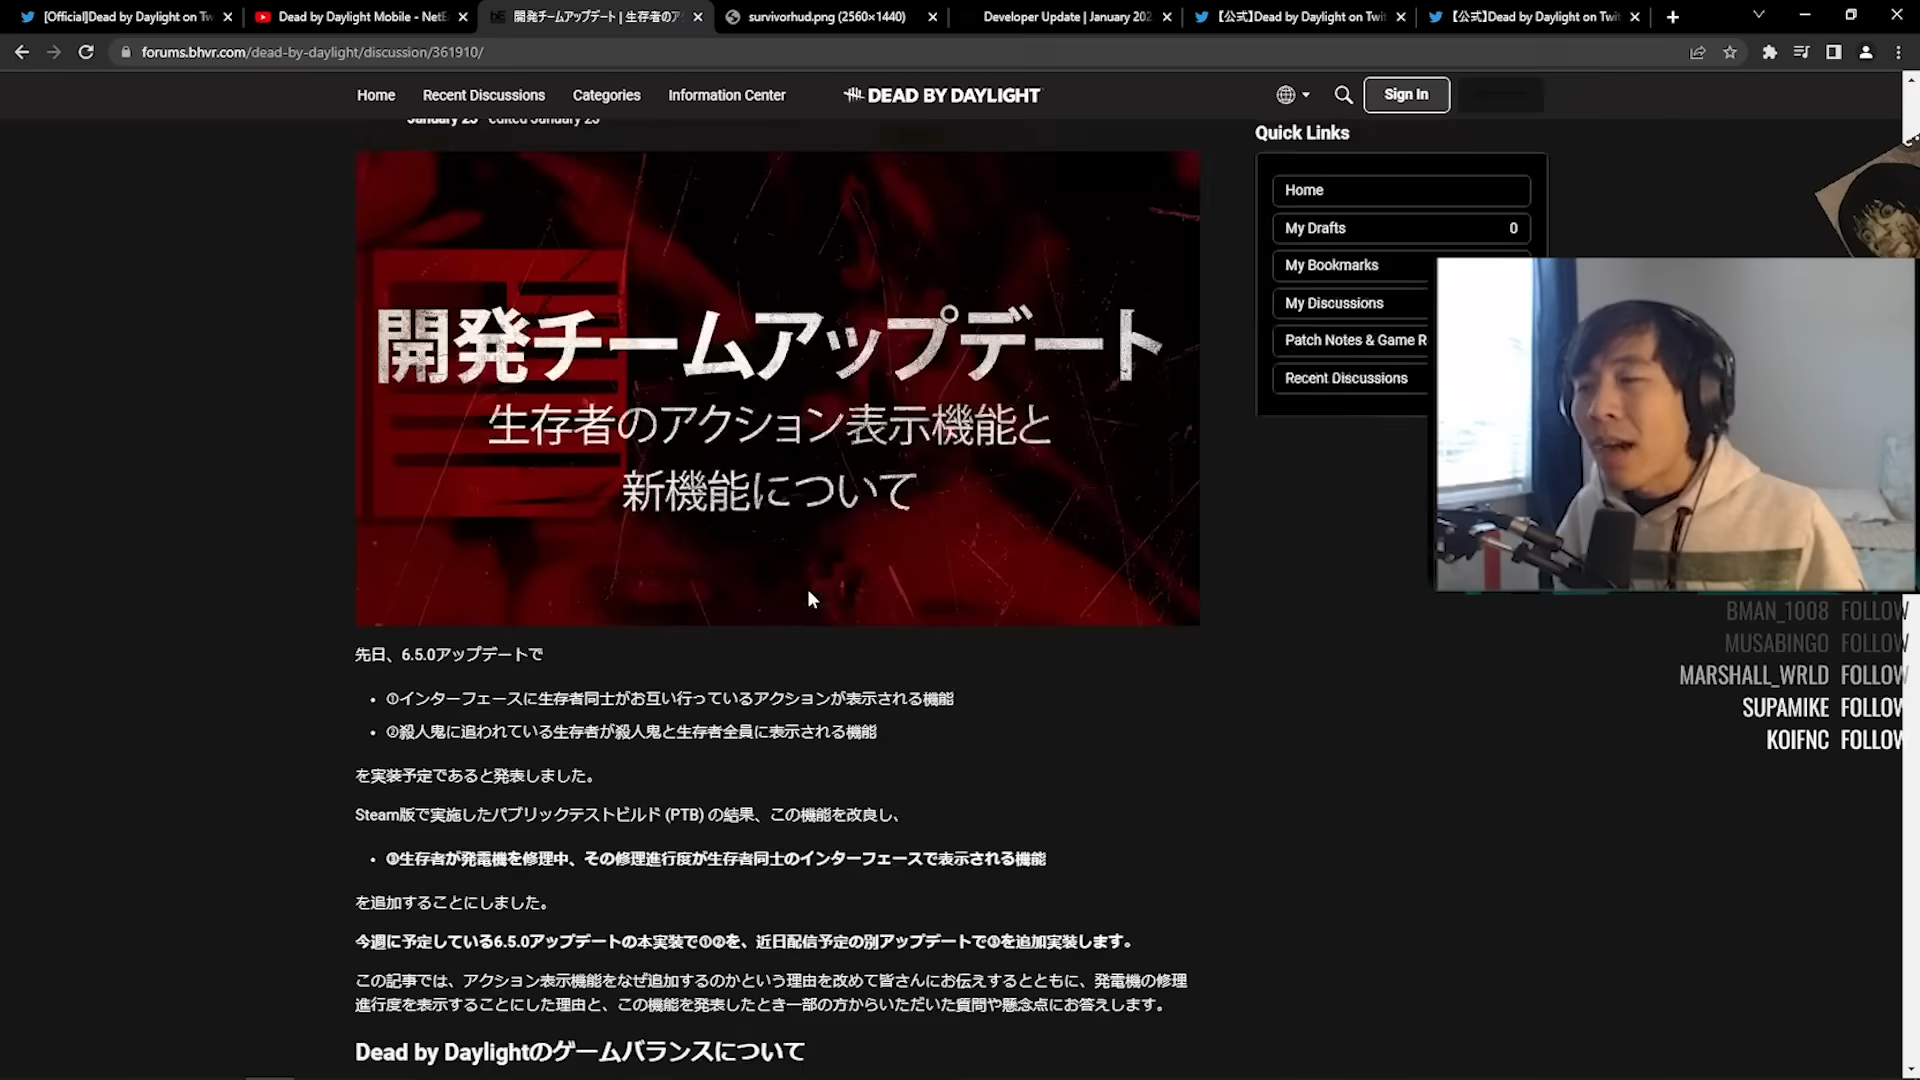 [Official]Dead by Daylight on Tw
Dead by Daylight Mobile - NetE
開発チームアップデート | 生存者のア
survivorhud.png (2560×1440)
Developer Update | January 202
【公式】Dead by Daylight on Twi
【公式】Dead by Daylight on Twi
forums.bhvr.com/dead-by-daylight/discussion/361910/
Home
Recent Discussions
Categories
Information Center
DEAD BY DAYLIGHT
Sign In
January 25 edited January 25
Quick Links
Home
My Drafts 0
My Bookmarks
My Discussions
Patch Notes & Game R
Recent Discussions
開発チームアップデート
生存者のアクション表示機能と
新機能について
先日、6.5.0アップデートで
• ①インターフェースに生存者同士がお互い行っているアクションが表示される機能
• ②殺人鬼に追われている生存者が殺人鬼と生存者全員に表示される機能
を実装予定であると発表しました。
Steam版で実施したパブリックテストビルド (PTB) の結果、この機能を改良し、
• ③生存者が発電機を修理中、その修理進行度が生存者同士のインターフェースで表示される機能
を追加することにしました。
今週に予定している6.5.0アップデートの本実装で①②を、近日配信予定の別アップデートで③を追加実装します。
この記事では、アクション表示機能をなぜ追加するのかという理由を改めて皆さんにお伝えするとともに、発電機の修理
進行度を表示することにした理由と、この機能を発表したとき一部の方からいただいた質問や懸念点にお答えします。
Dead by Daylightのゲームバランスについて
BMAN_1008 FOLLOW
MUSABINGO FOLLOW
MARSHALL_WRLD FOLLOW
SUPAMIKE FOLLOW
KOIFNC FOLLOW